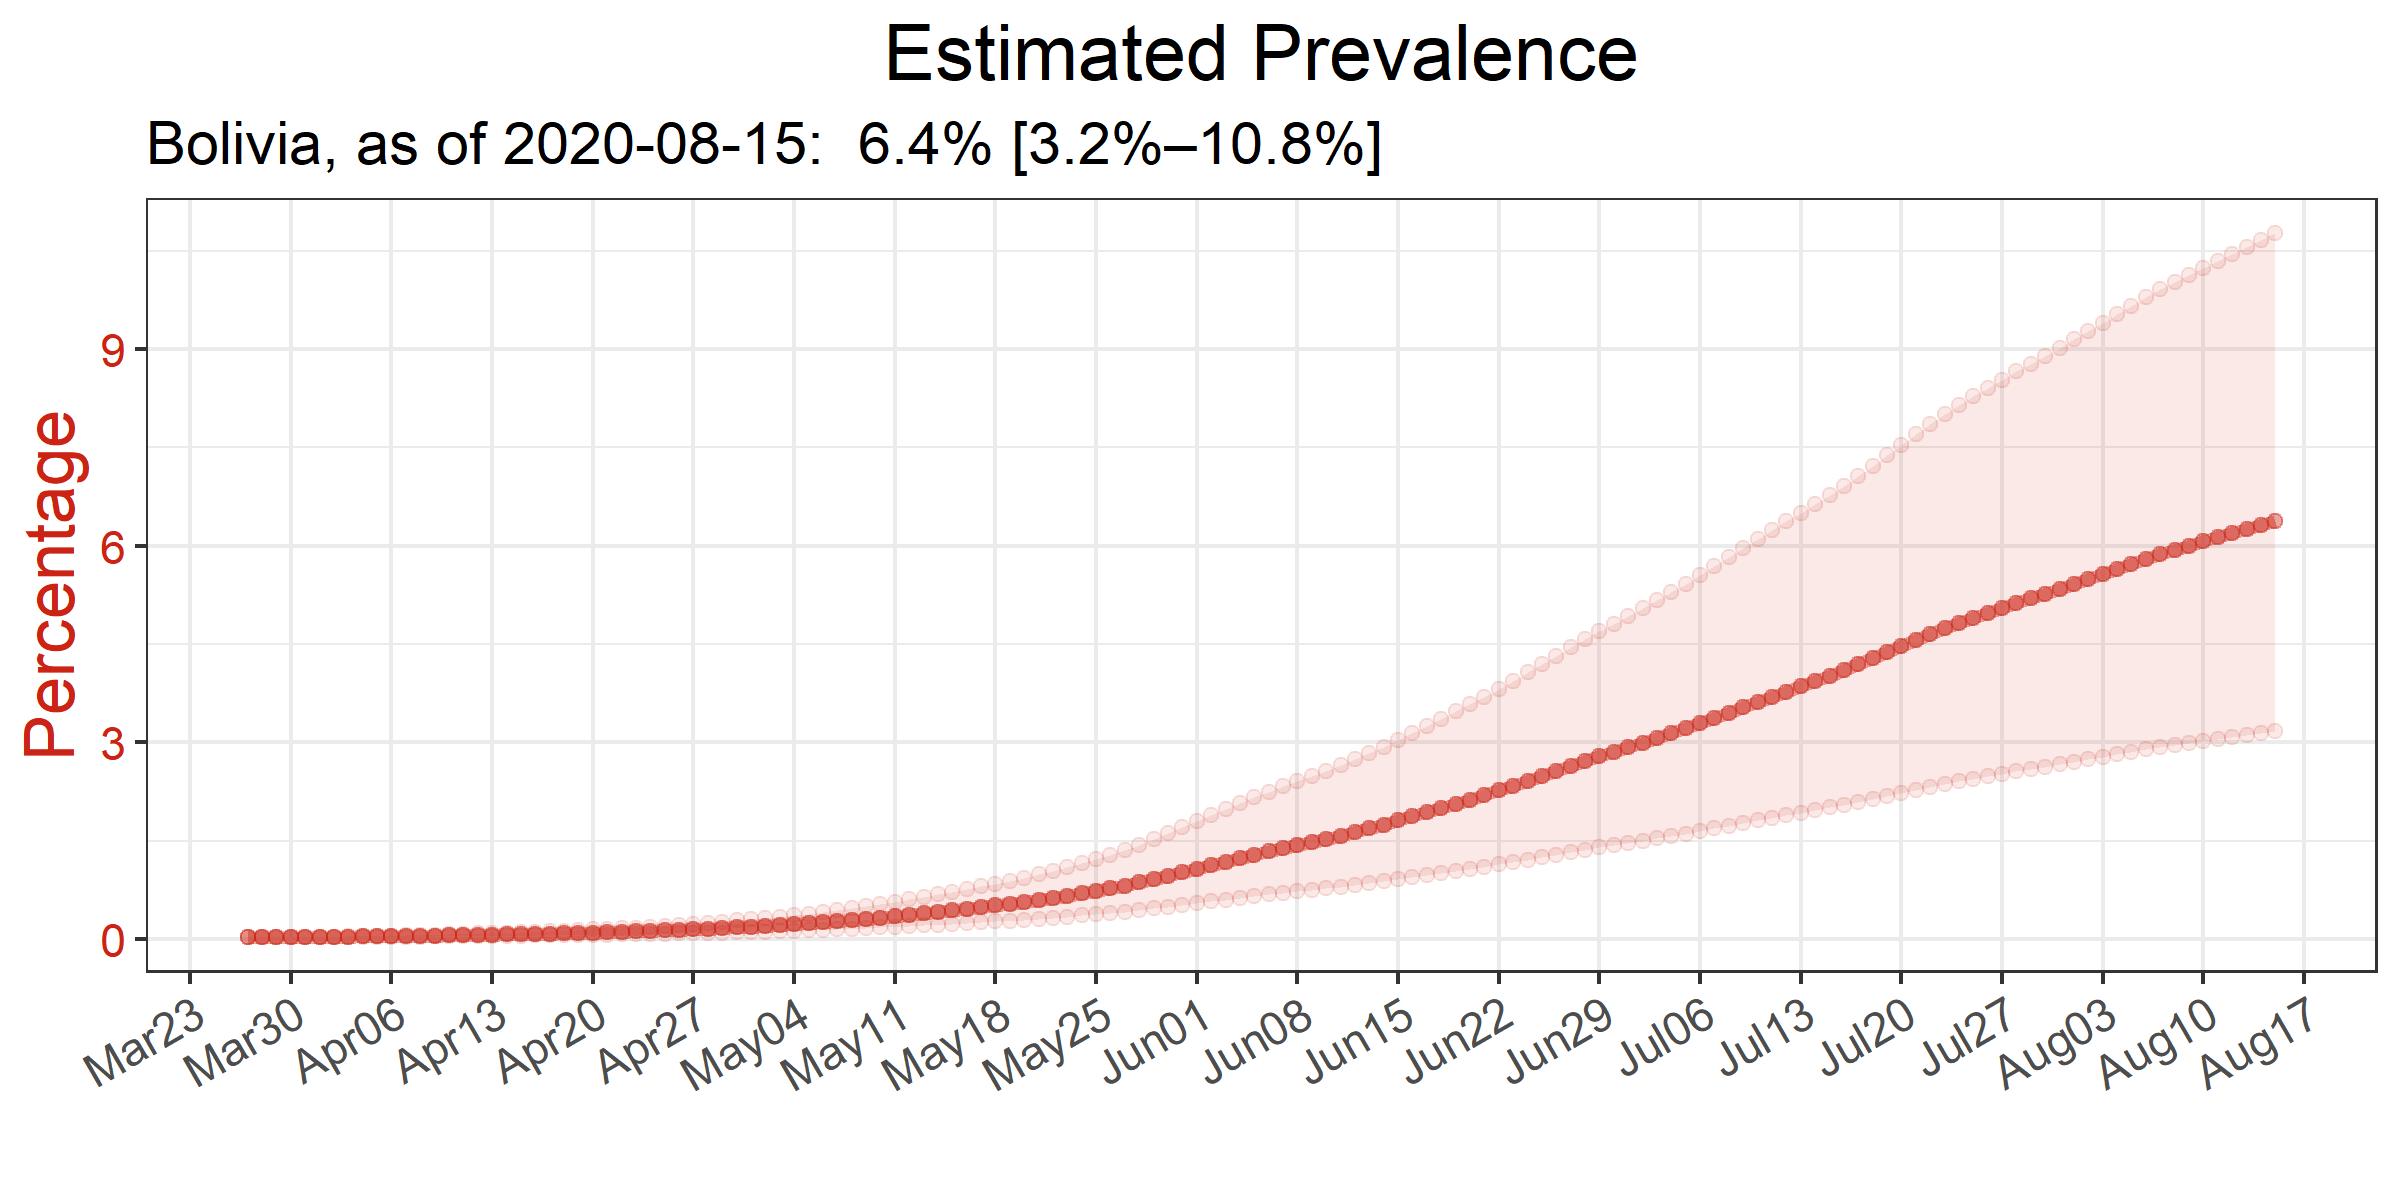 Estimated Prevalence
Bolivia, as of 2020-08-15:  6.4% [3.2%–10.8%]
Percentage
9
6
3
0
Mar23
Mar30
Apr06
Apr13
Apr20
Apr27
May04
May11
May18
May25
Jun01
Jun08
Jun15
Jun22
Jun29
Jul06
Jul13
Jul20
Jul27
Aug03
Aug10
Aug17